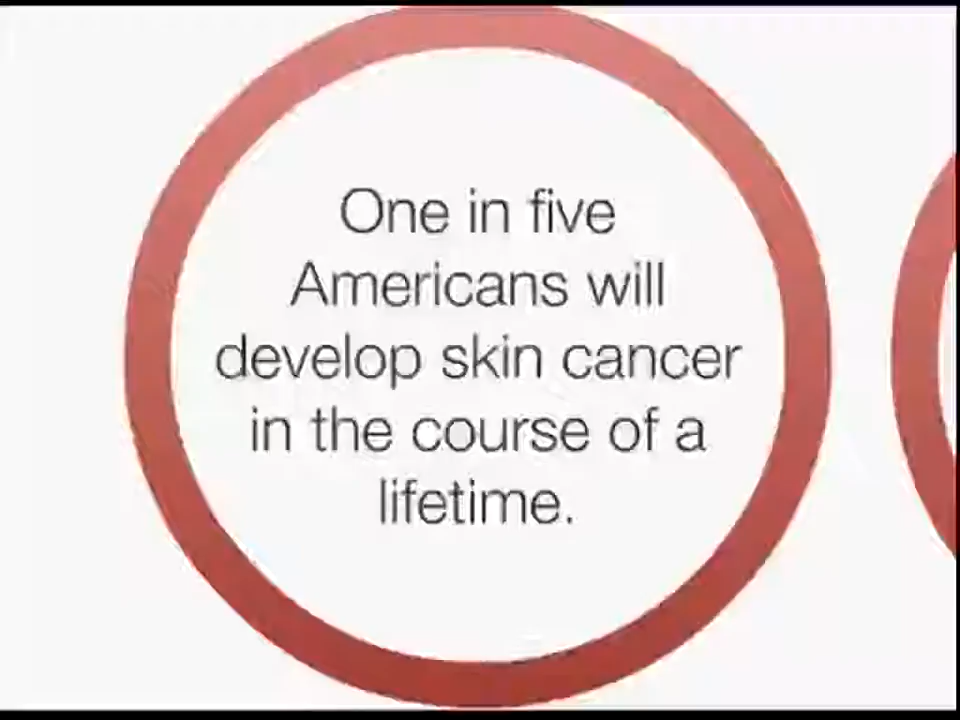 One in five
Americans will
develop skin cancer
in the course of a
lifetime.